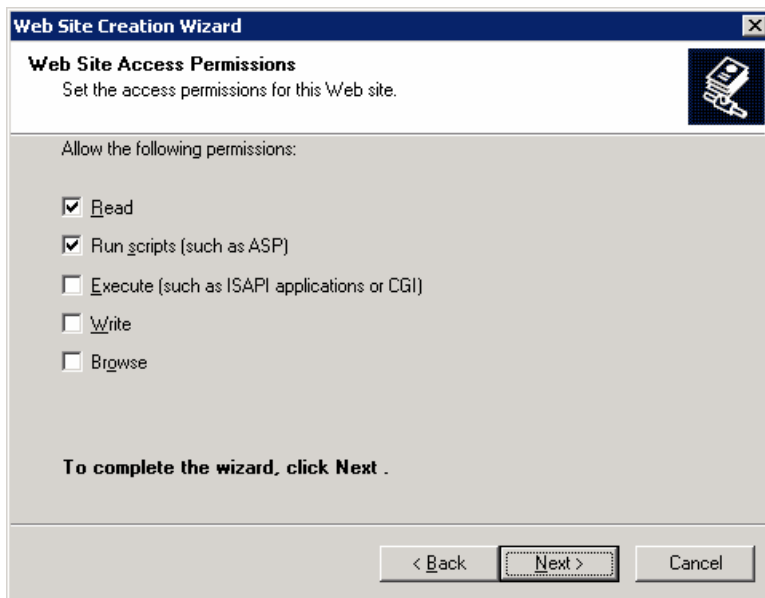 Web Site Creation Wizard
Web Site Access Permissions
Set the access permissions for this Web site.
Allow the following permissions:
Read
Run scripts (such as ASP)
Execute (such as ISAPI applications or CGI)
Write
Browse
To complete the wizard, click Next .
< Back Next > Cancel